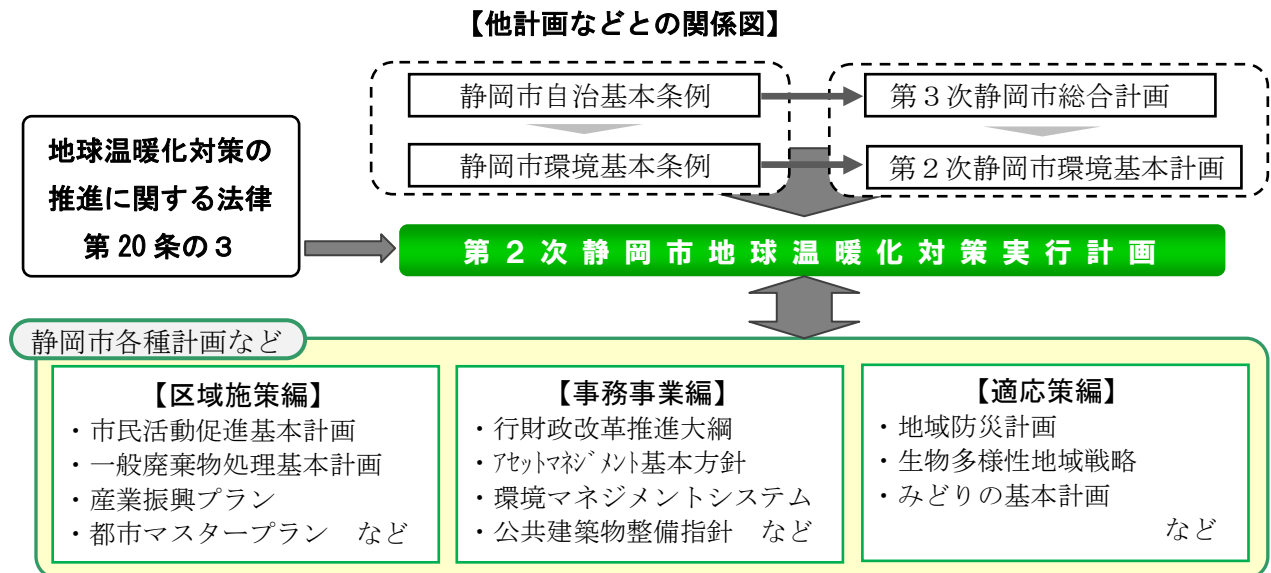 【他計画などとの関係図】
静岡市自治基本条例
第３次静岡市総合計画
静岡市環境基本条例
第２次静岡市環境基本計画
地球温暖化対策の
推進に関する法律
第 20 条の３
第２次静岡市地球温暖化対策実行計画
静岡市各種計画など
【区域施策編】
・市民活動促進基本計画
・一般廃棄物処理基本計画
・産業振興プラン
・都市マスタープラン　など
【事務事業編】
・行財政改革推進大綱
・ｱｾｯﾄﾏﾈｼﾞﾒﾝﾄ基本方針
・環境マネジメントシステム
・公共建築物整備指針　など
【適応策編】
・地域防災計画
・生物多様性地域戦略
・みどりの基本計画
など